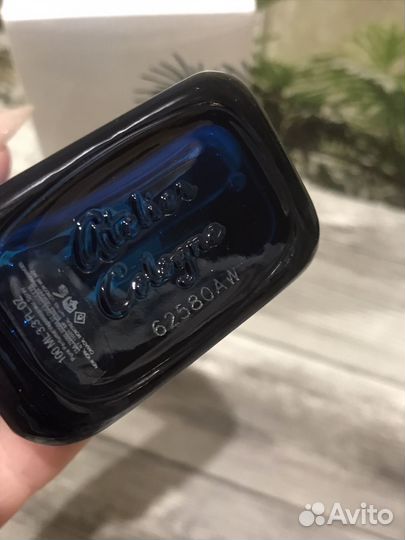 Atelier
Cologne
62580AW
100 ML-3.3 FL.OZ
Avito